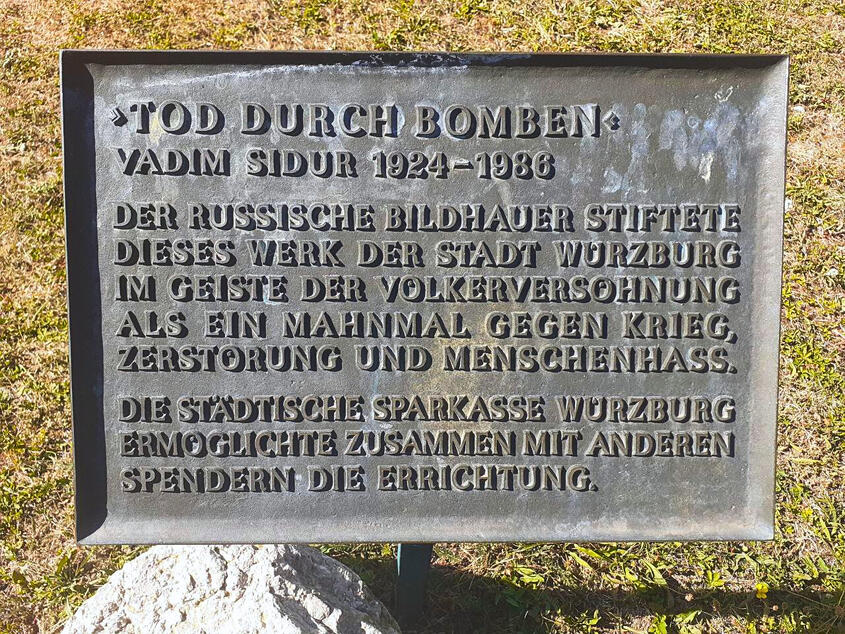 »TOD DURCH BOMBEN«
VADIM SIDUR 1924–1986
DER RUSSISCHE BILDHAUER STIFTETE
DIESES WERK DER STADT WÜRZBURG
IM GEISTE DER VÖLKERVERSÖHNUNG
ALS EIN MAHNMAL GEGEN KRIEG,
ZERSTÖRUNG UND MENSCHENHASS.
DIE STÄDTISCHE SPARKASSE WÜRZBURG
ERMÖGLICHTE ZUSAMMEN MIT ANDEREN
SPENDERN DIE ERRICHTUNG.